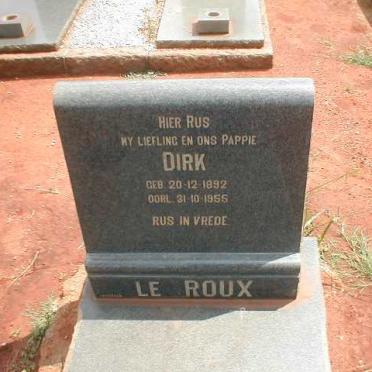 HIER RUS
MY LIEFLING EN ONS PAPPIE
DIRK
GEB. 20-12-1892
OORL. 31-10-1955
RUS IN VREDE
LE ROUX